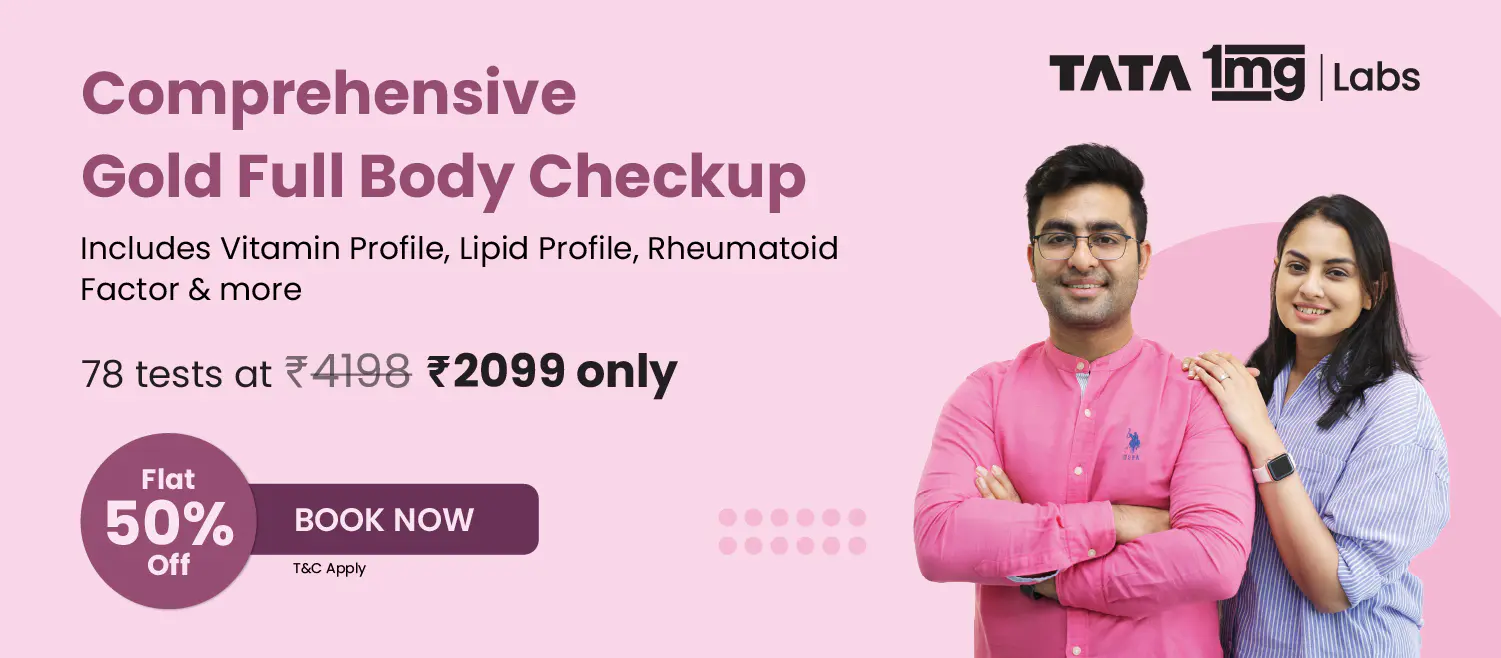 TATA 1mg | Labs
Comprehensive
Gold Full Body Checkup
Includes Vitamin Profile, Lipid Profile, Rheumatoid
Factor & more
78 tests at ₹4198 ₹2099 only
Flat
50%
Off
BOOK NOW
T&C Apply